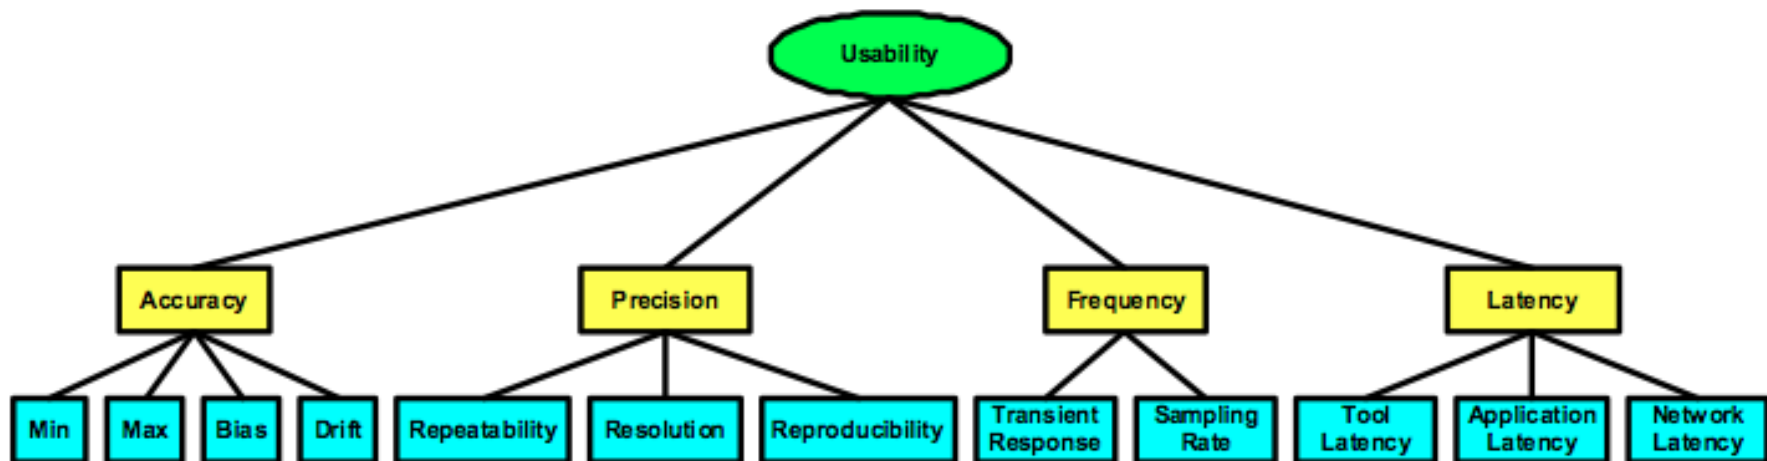 Usability
Accuracy
Precision
Frequency
Latency
Min
Max
Bias
Drift
Repeatability
Resolution
Reproducibility
Transient
Response
Sampling
Rate
Tool
Latency
Application
Latency
Network
Latency